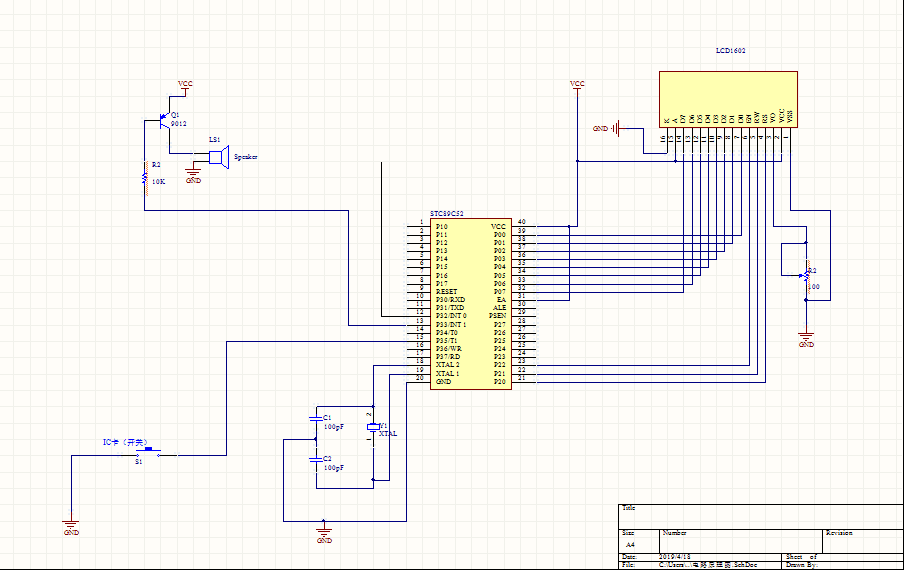 LCD1602
VCC
VCC
Q1
9012
GND
K
A
D7
D6
D5
D4
D3
D2
D1
D0
EN
RW
RS
VO
VCC
VSS
16
15
14
13
12
11
10
9
8
7
6
5
4
3
2
1
LS1
Speaker
R2
10K
GND
STC89C52
1 P10 VCC 40
2 P11 P00 39
3 P12 P01 38
4 P13 P02 37
5 P14 P03 36
6 P15 P04 35
7 P16 P05 34
8 P17 P06 33
9 RESET P07 32
10 P30/RXD EA 31
11 P31/TXD ALE 30
12 P32/INT 0 PSEN 29
13 P33/INT 1 P27 28
14 P34/T0 P26 27
15 P35/T1 P25 26
16 P36/WR P24 25
17 P37/RD P23 24
18 XTAL 2 P22 23
19 XTAL 1 P21 22
20 GND P20 21
R2
100
GND
C1
100pF
2
Y1
XTAL
1
C2
100pF
IC卡（开关）
S1
GND
GND
Title
Size Number Revision
A4
Date: 2019/4/18 Sheet of
File: C:\Users\..\电路原理图.SchDoc Drawn By: